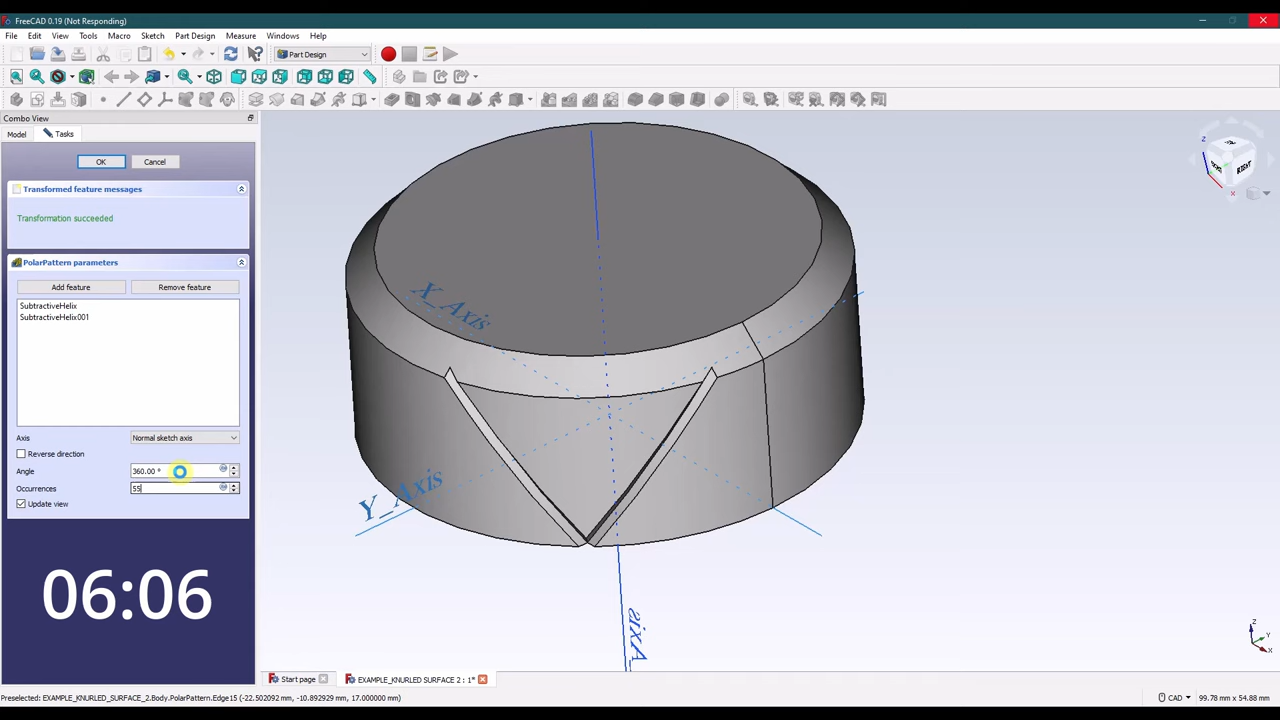 FreeCAD 0.19 (Not Responding)
File Edit View Tools Macro Sketch Part Design Measure Windows Help
Part Design
Combo View
Model Tasks
OK Cancel
Transformed feature messages
Transformation succeeded
PolarPattern parameters
Add feature Remove feature
SubtractiveHelix
SubtractiveHelix001
Axis Normal sketch axis
Reverse direction
Angle 360.00 °
Occurrences 55
Update view
06:06
X_Axis
Y_Axis
Axis
Z
RIGHT
X
Z
Y
X
Start page EXAMPLE_KNURLED SURFACE 2 : 1*
Preselected: EXAMPLE_KNURLED_SURFACE_2.Body.PolarPattern.Edge15 (-22.502092 mm, -10.892929 mm, 17.000000 mm) CAD 99.78 mm x 54.88 mm